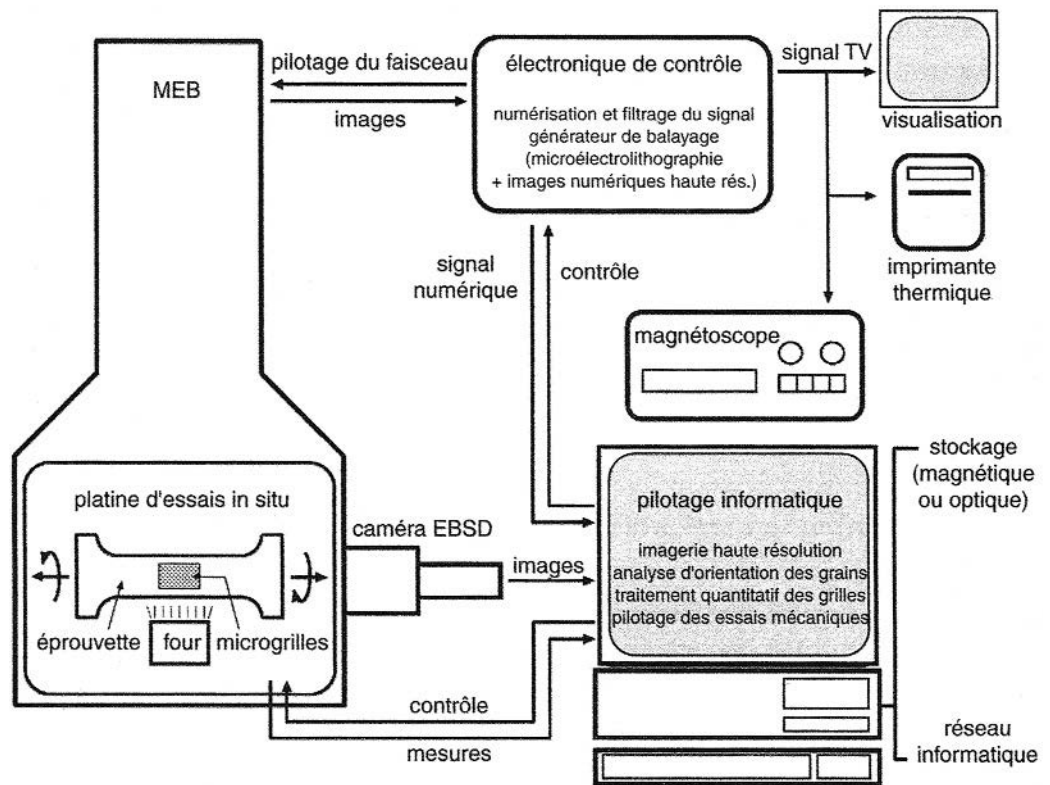 MEB
pilotage du faisceau
images
électronique de contrôle
numérisation et filtrage du signal
générateur de balayage
(microélectrolithographie
+ images numériques haute rés.)
signal TV
visualisation
imprimante
thermique
signal
numérique
contrôle
magnétoscope
platine d'essais in situ
éprouvette
four
microgrilles
caméra EBSD
images
pilotage informatique
imagerie haute résolution
analyse d'orientation des grains
traitement quantitatif des grilles
pilotage des essais mécaniques
stockage
(magnétique
ou optique)
contrôle
mesures
réseau
informatique